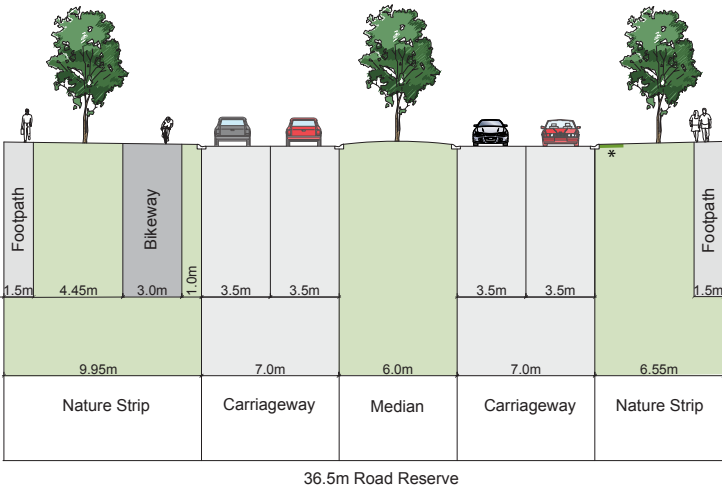 *
Footpath
Bikeway
Footpath
1.5m 4.45m 3.0m 1.0m 3.5m 3.5m 3.5m 3.5m 1.5m
9.95m 7.0m 6.0m 7.0m 6.55m
Nature Strip Carriageway Median Carriageway Nature Strip
36.5m Road Reserve